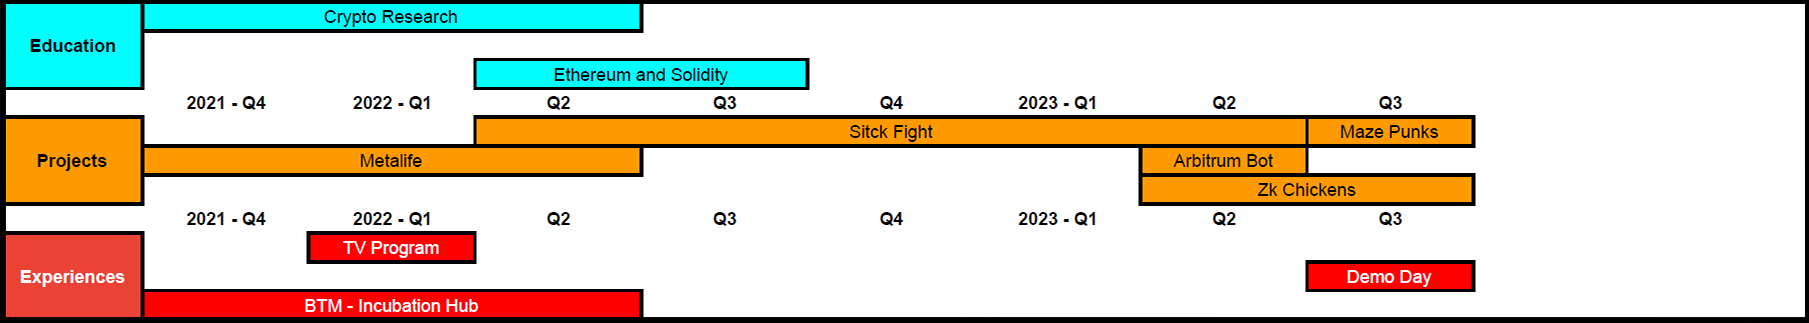 Crypto Research
Education
Ethereum and Solidity
2021 - Q4 2022 - Q1 Q2 Q3 Q4 2023 - Q1 Q2 Q3
Sitck Fight Maze Punks
Projects Metalife Arbitrum Bot
Zk Chickens
2021 - Q4 2022 - Q1 Q2 Q3 Q4 2023 - Q1 Q2 Q3
TV Program
Experiences Demo Day
BTM - Incubation Hub